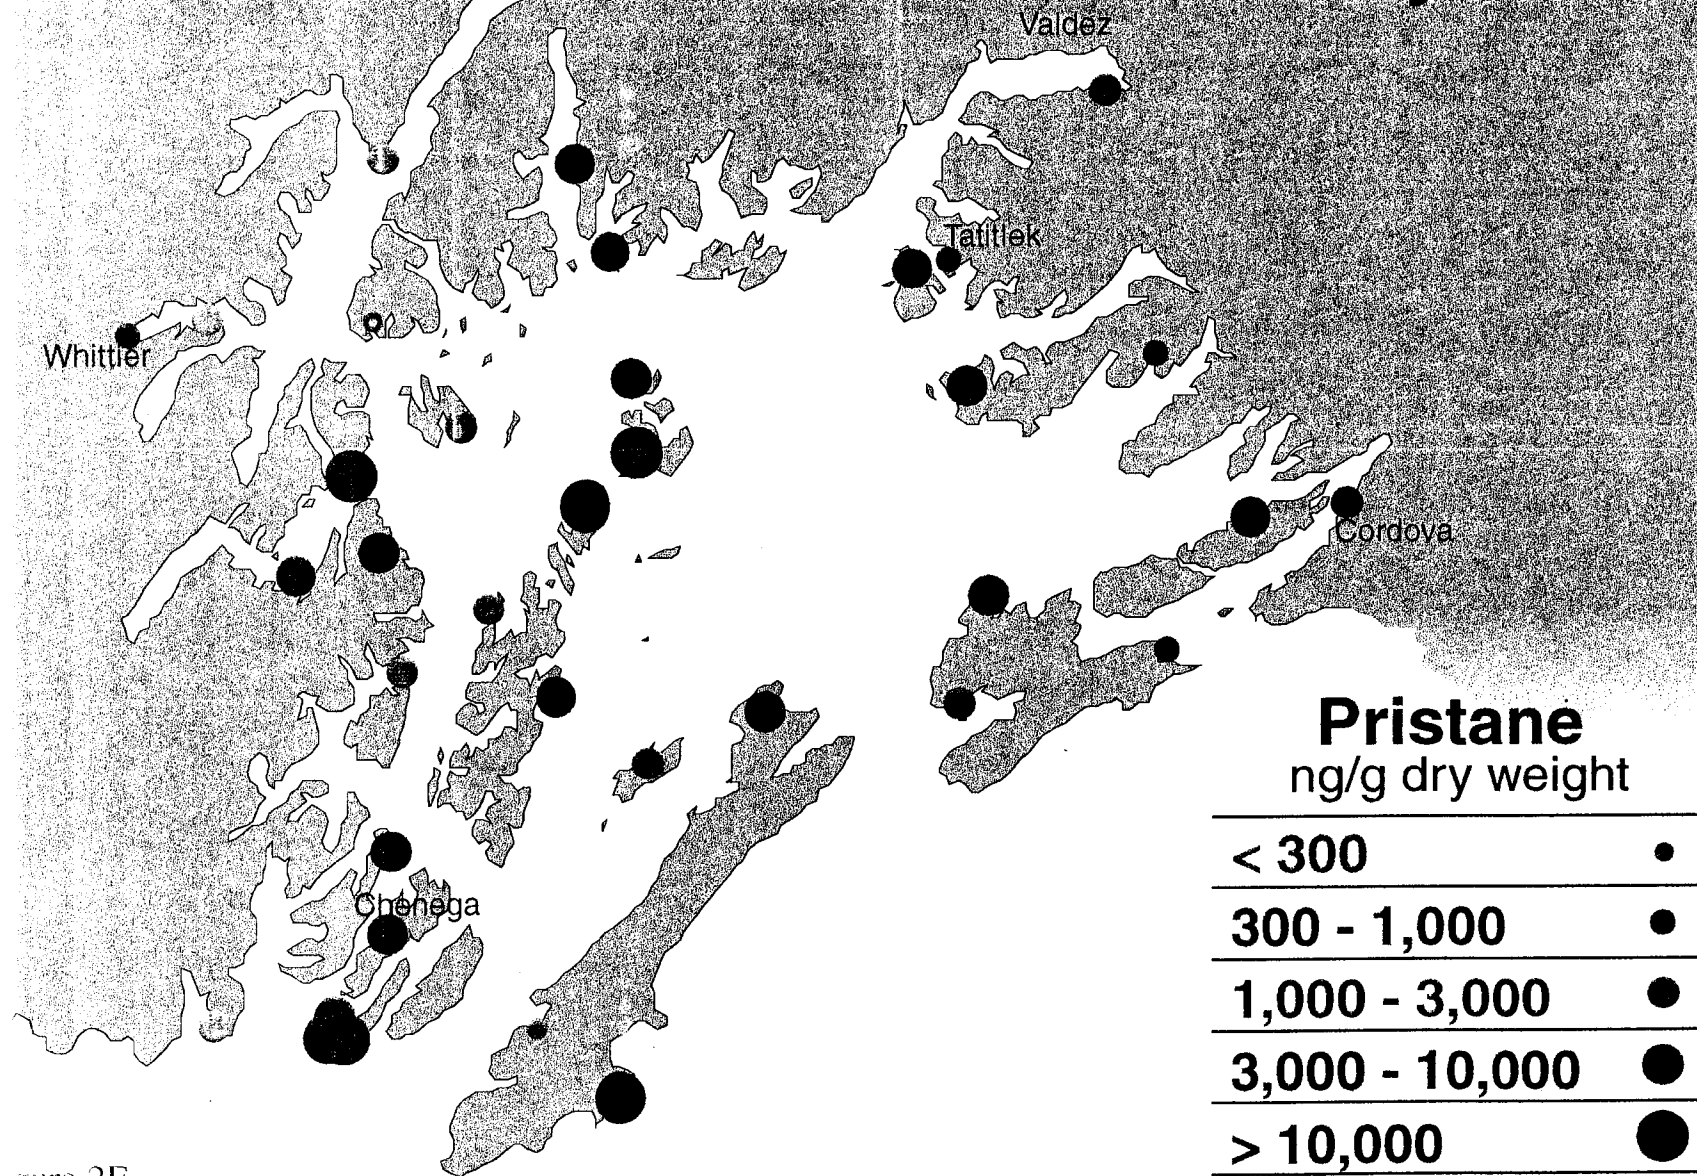 Valdez
Tatitlek
Whittier
Cordova
Chenega
Pristane
ng/g dry weight
< 300
300 - 1,000
1,000 - 3,000
3,000 - 10,000
> 10,000